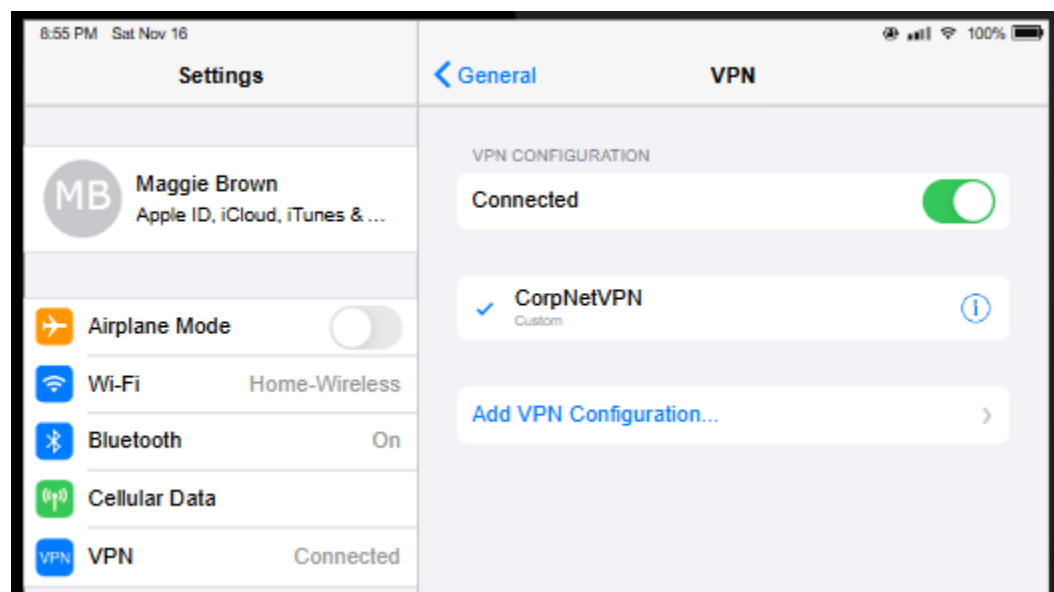 8:55 PM Sat Nov 16
100%
Settings
General
VPN
MB
Maggie Brown
Apple ID, iCloud, iTunes & ...
Airplane Mode
Wi-Fi Home-Wireless
Bluetooth On
Cellular Data
VPN VPN Connected
VPN CONFIGURATION
Connected
CorpNetVPN
Custom
Add VPN Configuration...